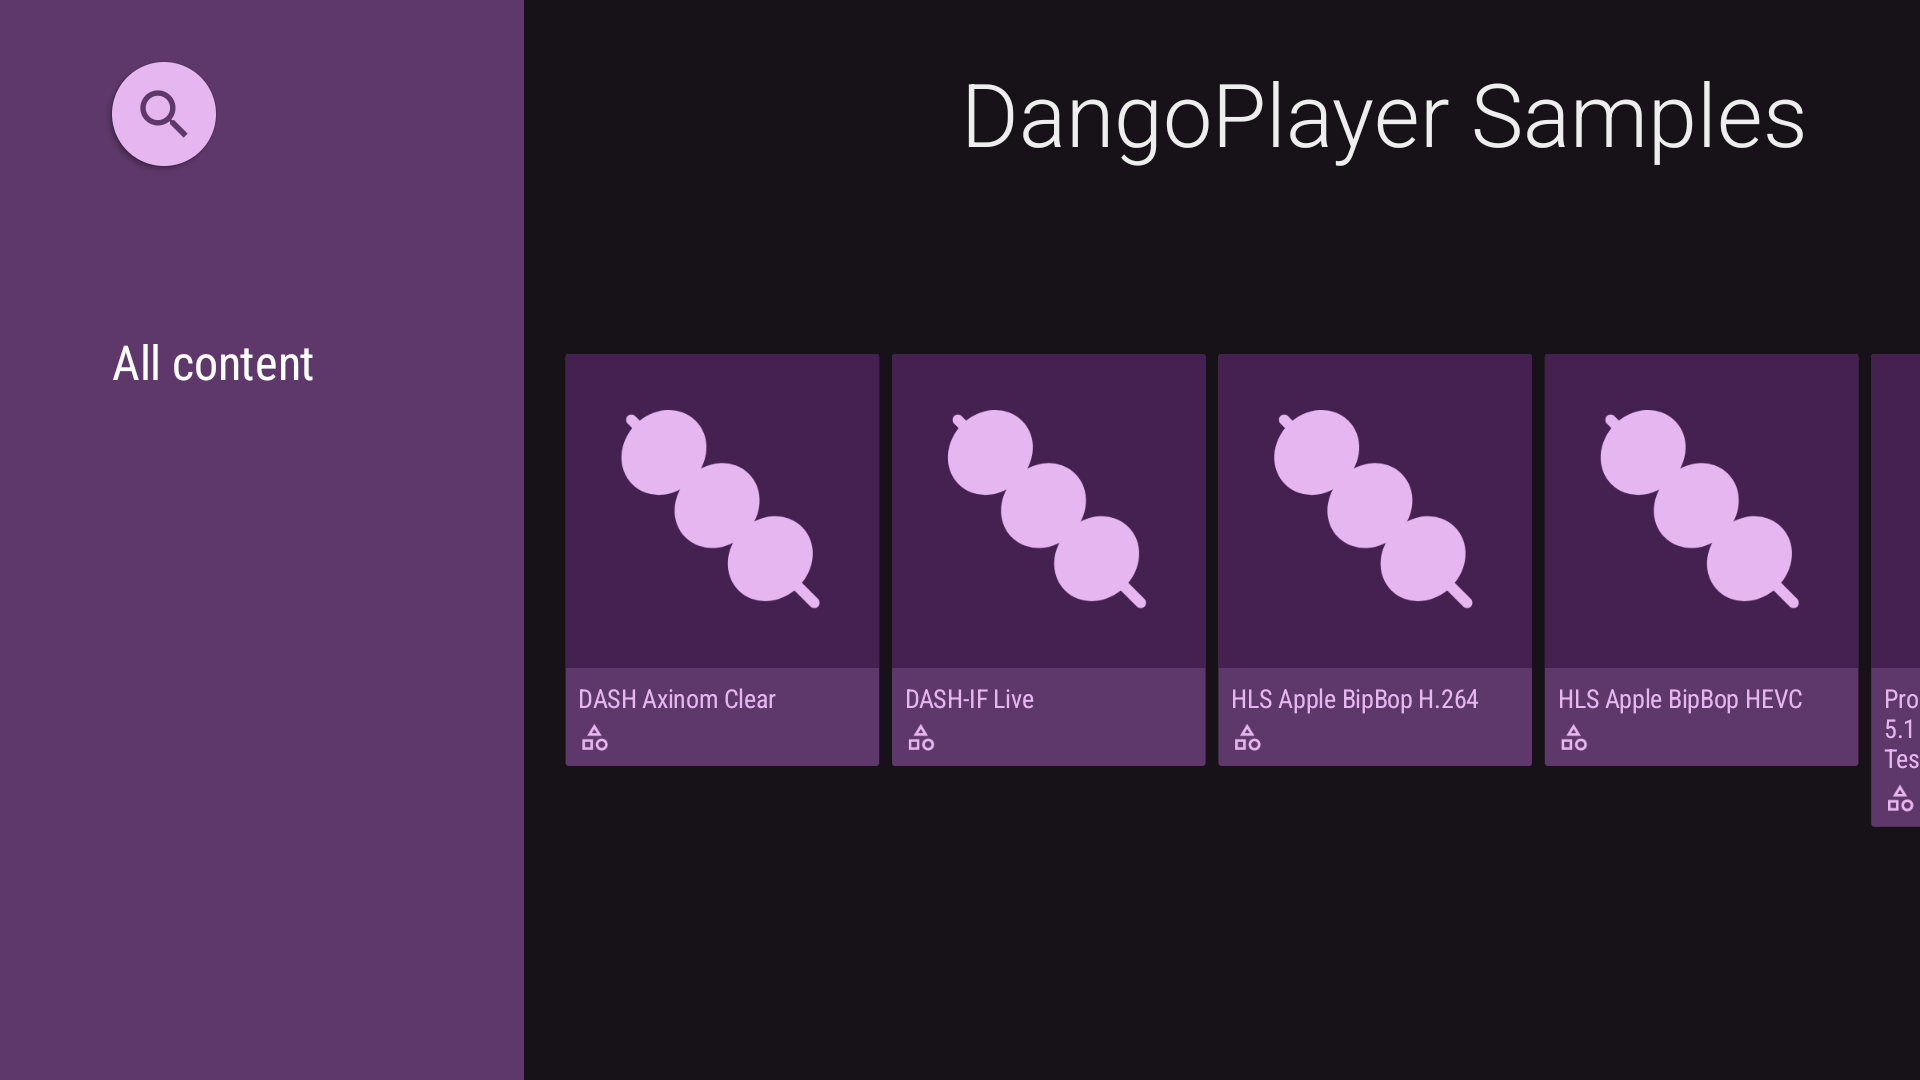 DangoPlayer Samples
All content
DASH Axinom Clear
DASH-IF Live
HLS Apple BipBop H.264
HLS Apple BipBop HEVC
Pro
5.1
Tes